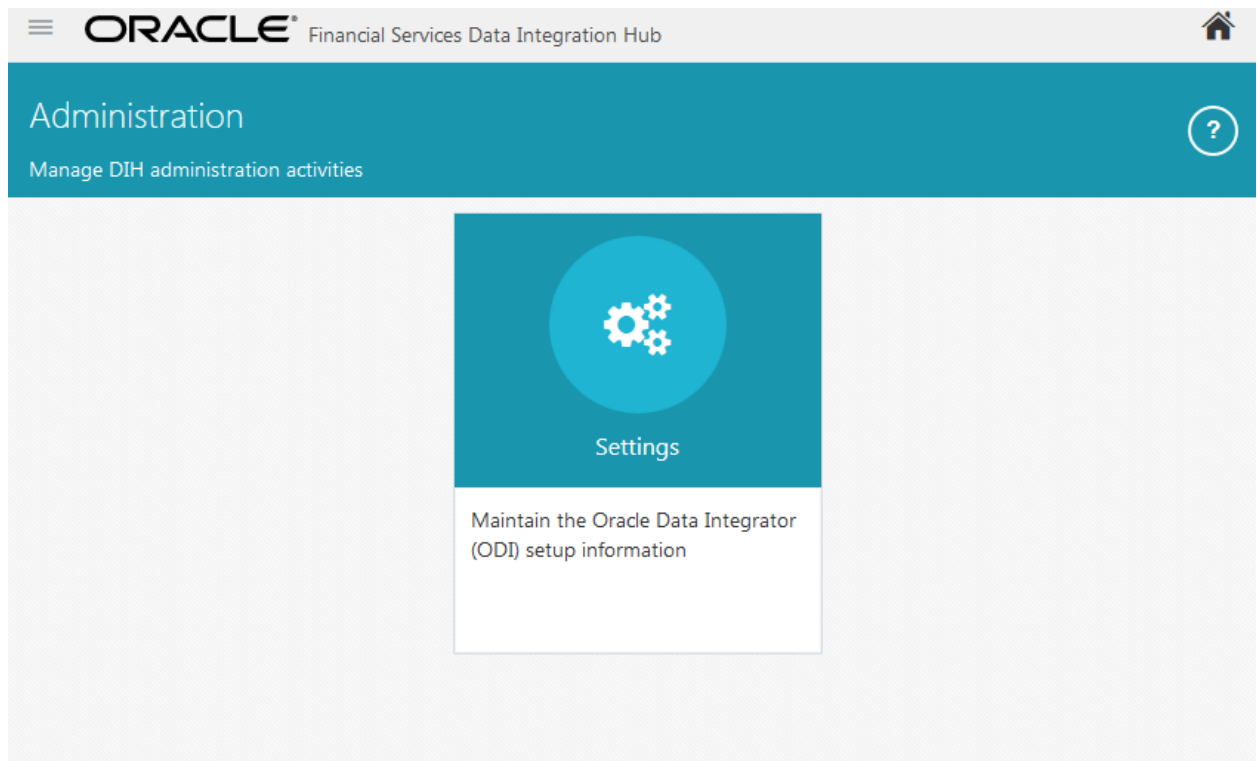 ORACLE® Financial Services Data Integration Hub
Administration
?
Manage DIH administration activities
Settings
Maintain the Oracle Data Integrator
(ODI) setup information